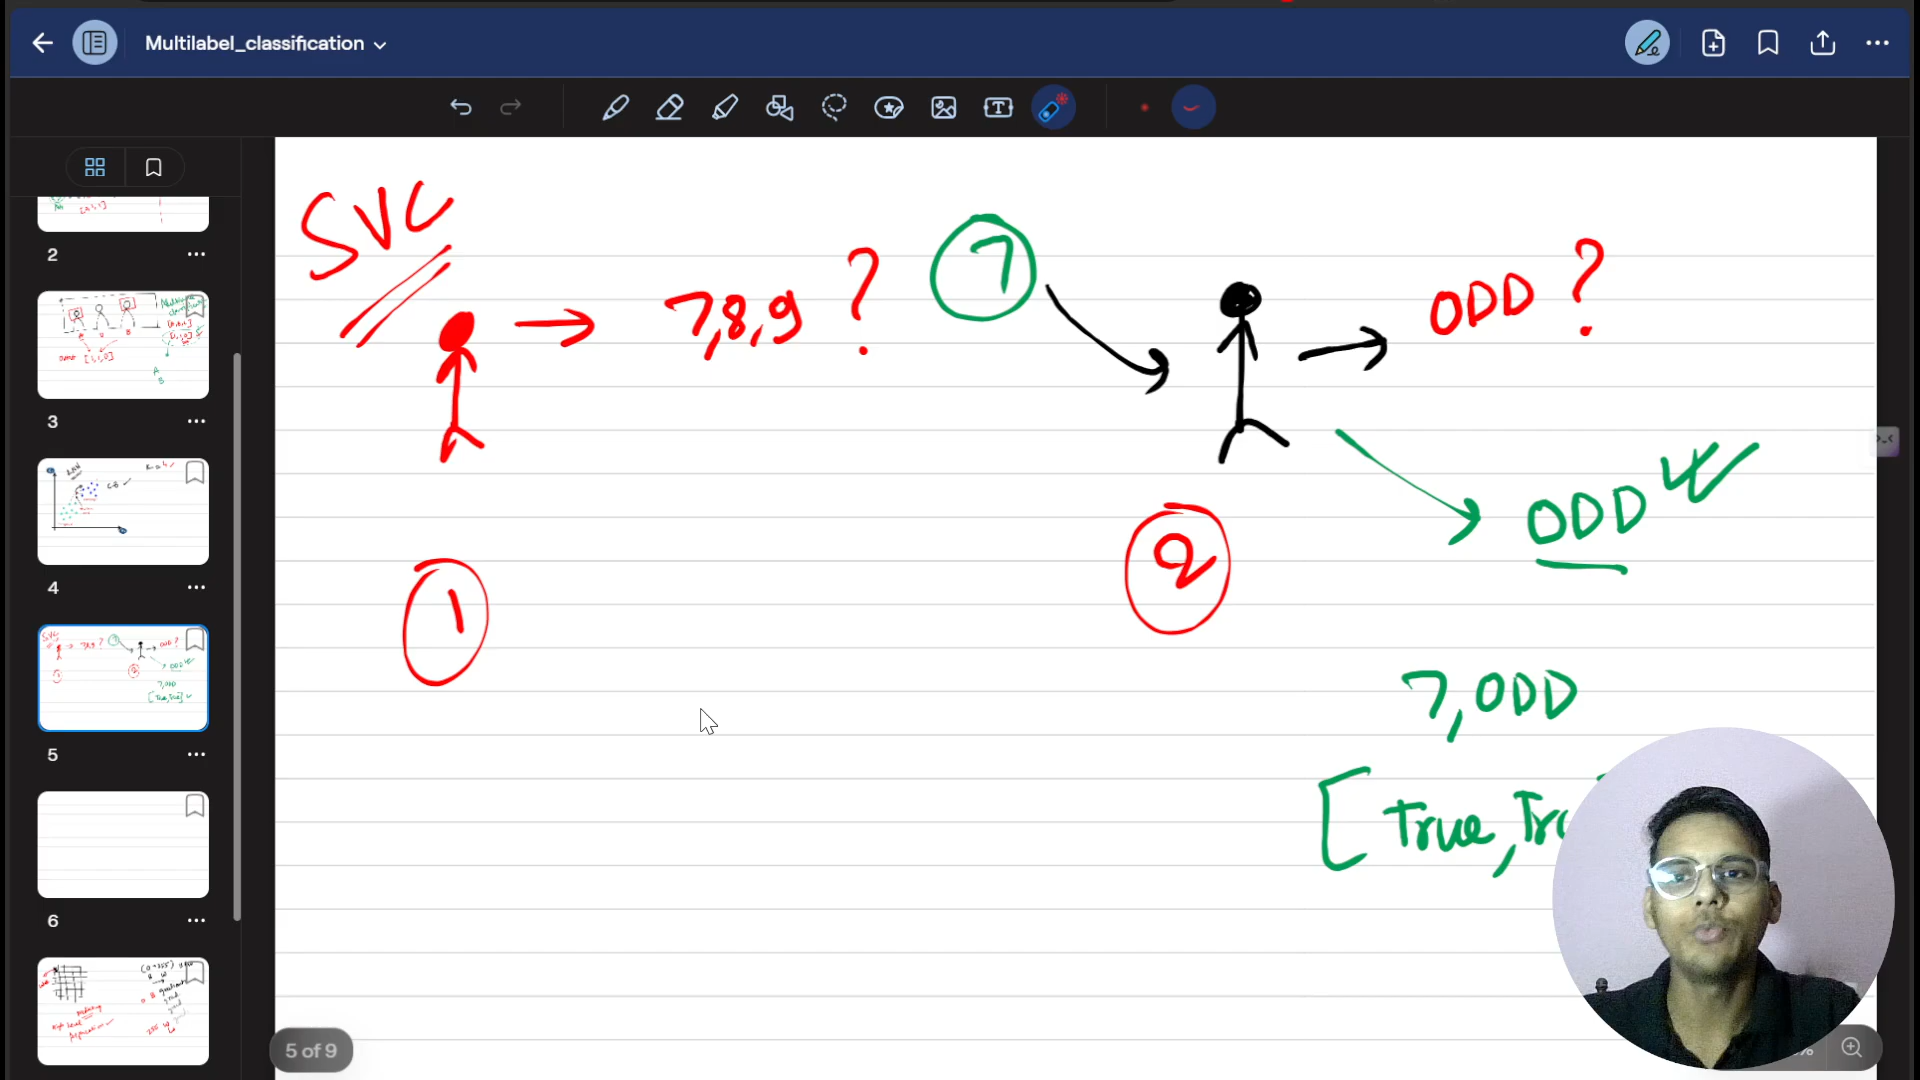 Multilabel_classification
SVC
7,8,9 ?
7
ODD ?
ODD
1
2
7,ODD
[True,
2
3
4
5
6
5 of 9